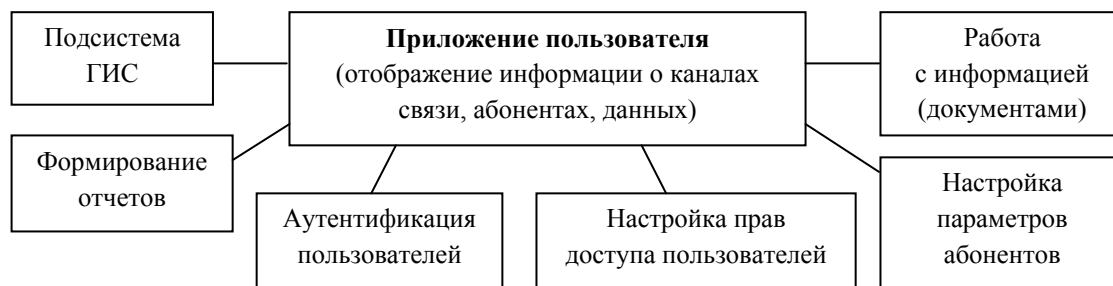 Подсистема
ГИС
Приложение пользователя
(отображение информации о каналах
связи, абонентах, данных)
Работа
с информацией
(документами)
Формирование
отчетов
Аутентификация
пользователей
Настройка прав
доступа пользователей
Настройка
параметров
абонентов